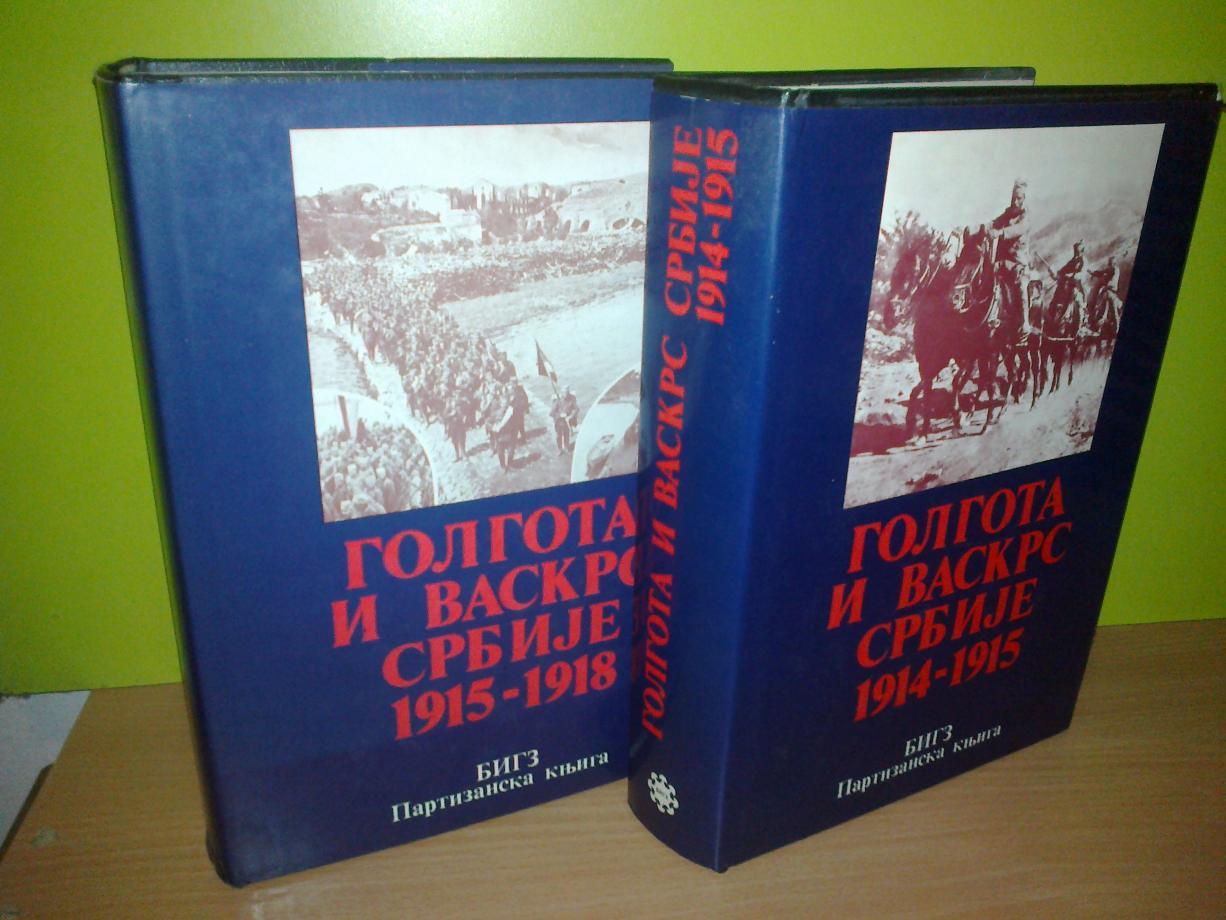 ГОЛГОТА
И ВАСКРС
СРБИЈЕ
1915-1918
БИГЗ
Партизанска књига
ГОЛГОТА И ВАСКРС СРБИЈЕ
1914-1915
ГОЛГОТА
И ВАСКРС
СРБИЈЕ
1914-1915
БИГЗ
Партизанска књига